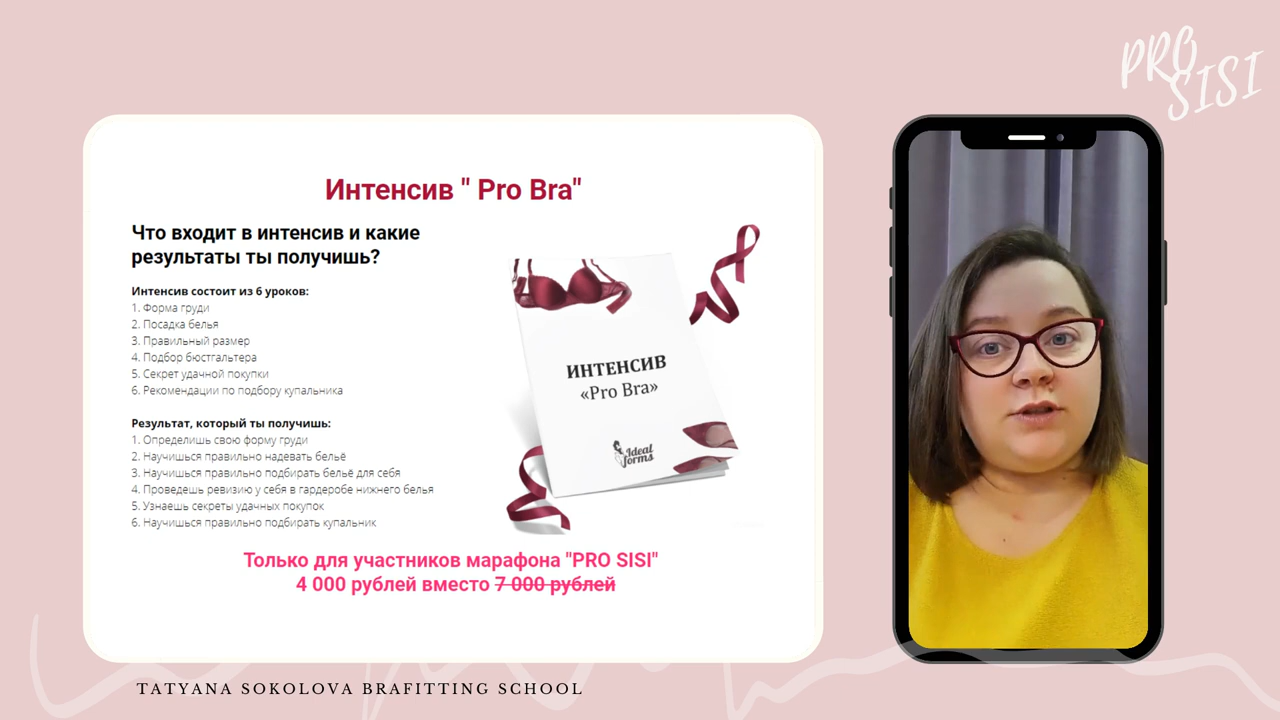 PRO
SISI
Интенсив " Pro Bra"
Что входит в интенсив и какие
результаты ты получишь?
Интенсив состоит из 6 уроков:
1. Форма груди
2. Посадка белья
3. Правильный размер
4. Подбор бюстгальтера
5. Секрет удачной покупки
6. Рекомендации по подбору купальника
Результат, который ты получишь:
1. Определишь свою форму груди
2. Научишься правильно надевать бельё
3. Научишься правильно подбирать бельё для себя
4. Проведешь ревизию у себя в гардеробе нижнего белья
5. Узнаешь секреты удачных покупок
6. Научишься правильно подбирать купальник
ИНТЕНСИВ
«Pro Bra»
Ideal
forms
Только для участников марафона "PRO SISI"
4 000 рублей вместо 7 000 рублей
TATYANA SOKOLOVA BRAFITTING SCHOOL